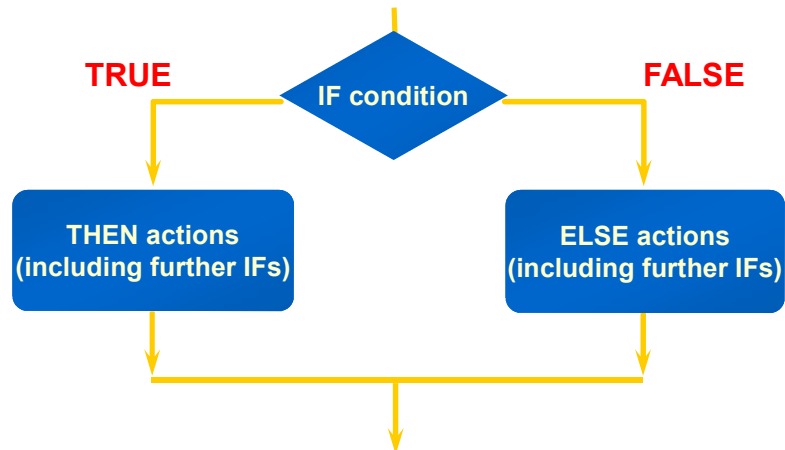 TRUE
IF condition
FALSE
THEN actions
(including further IFs)
ELSE actions
(including further IFs)